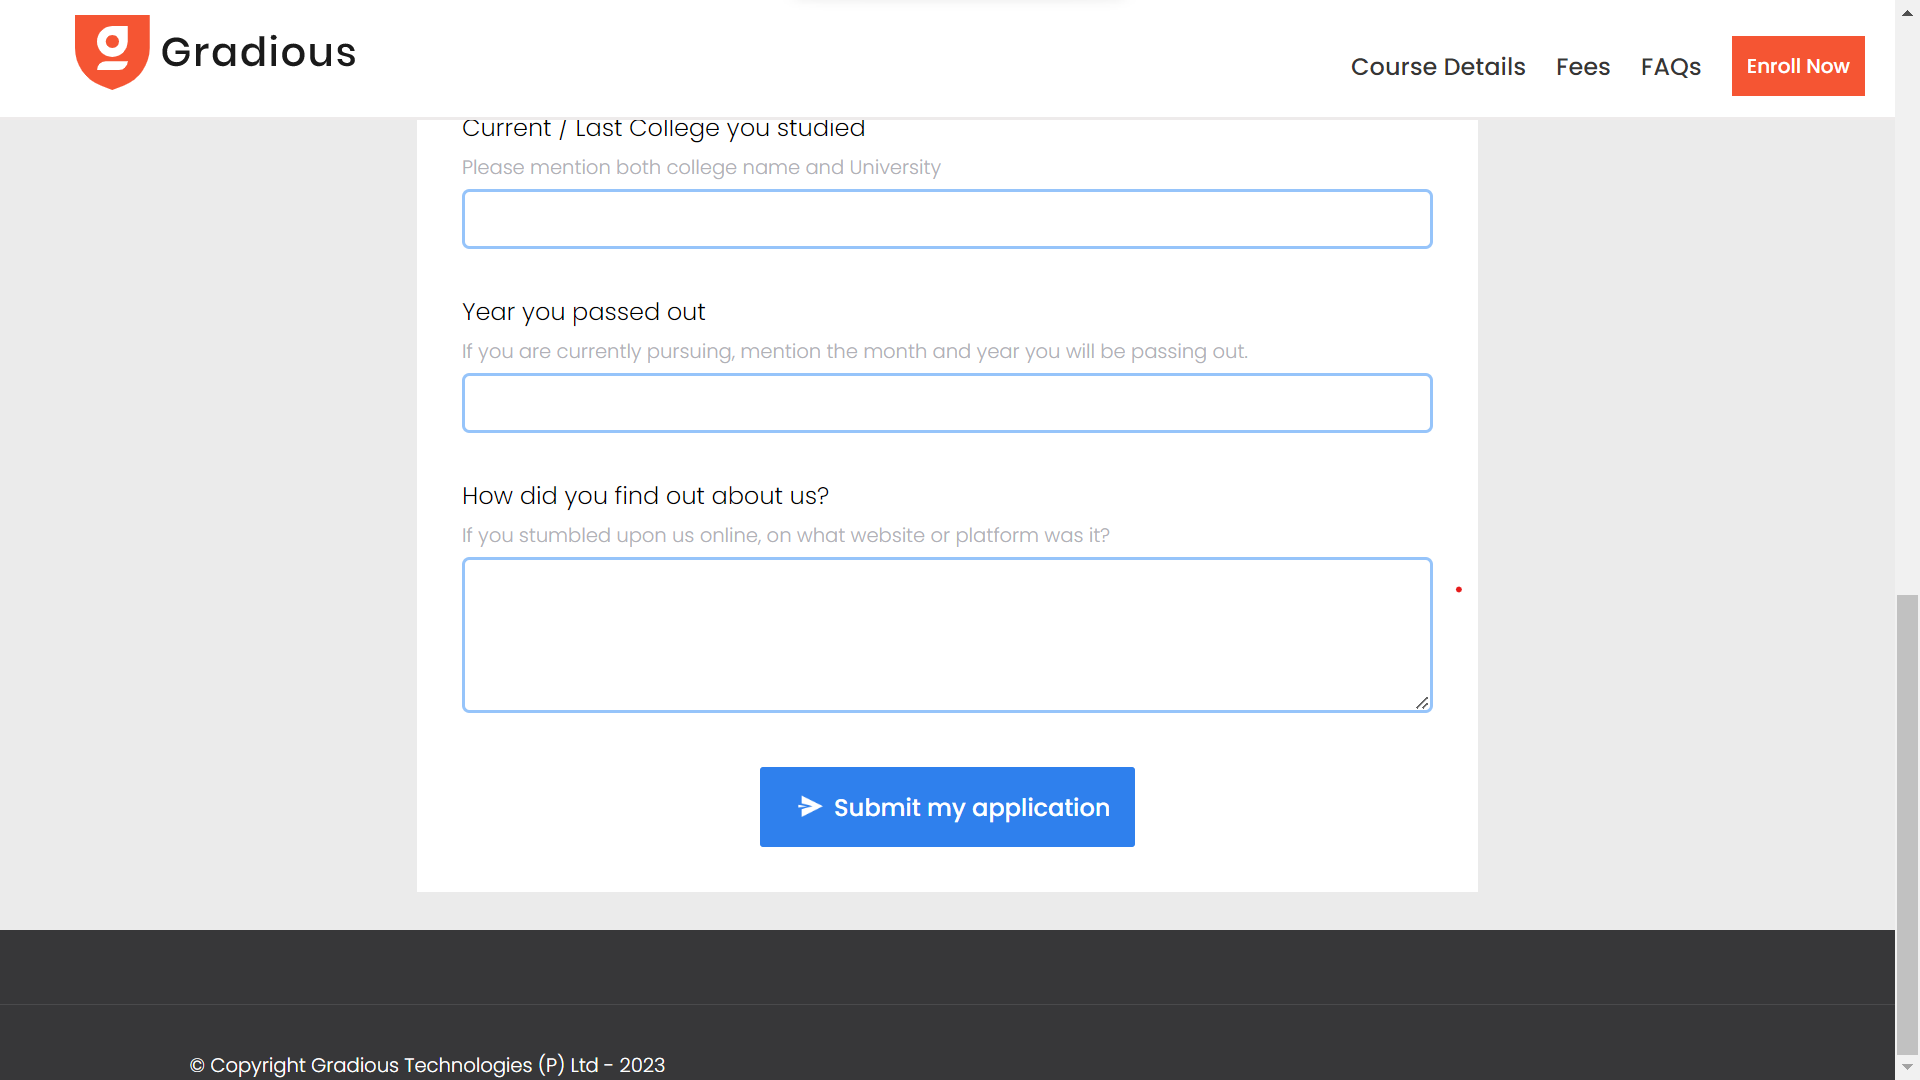 Gradious
Course Details
Fees
FAQs
Enroll Now
Current / Last College you studied
Please mention both college name and University
Year you passed out
If you are currently pursuing, mention the month and year you will be passing out.
How did you find out about us?
If you stumbled upon us online, on what website or platform was it?
Submit my application
© Copyright Gradious Technologies (P) Ltd - 2023